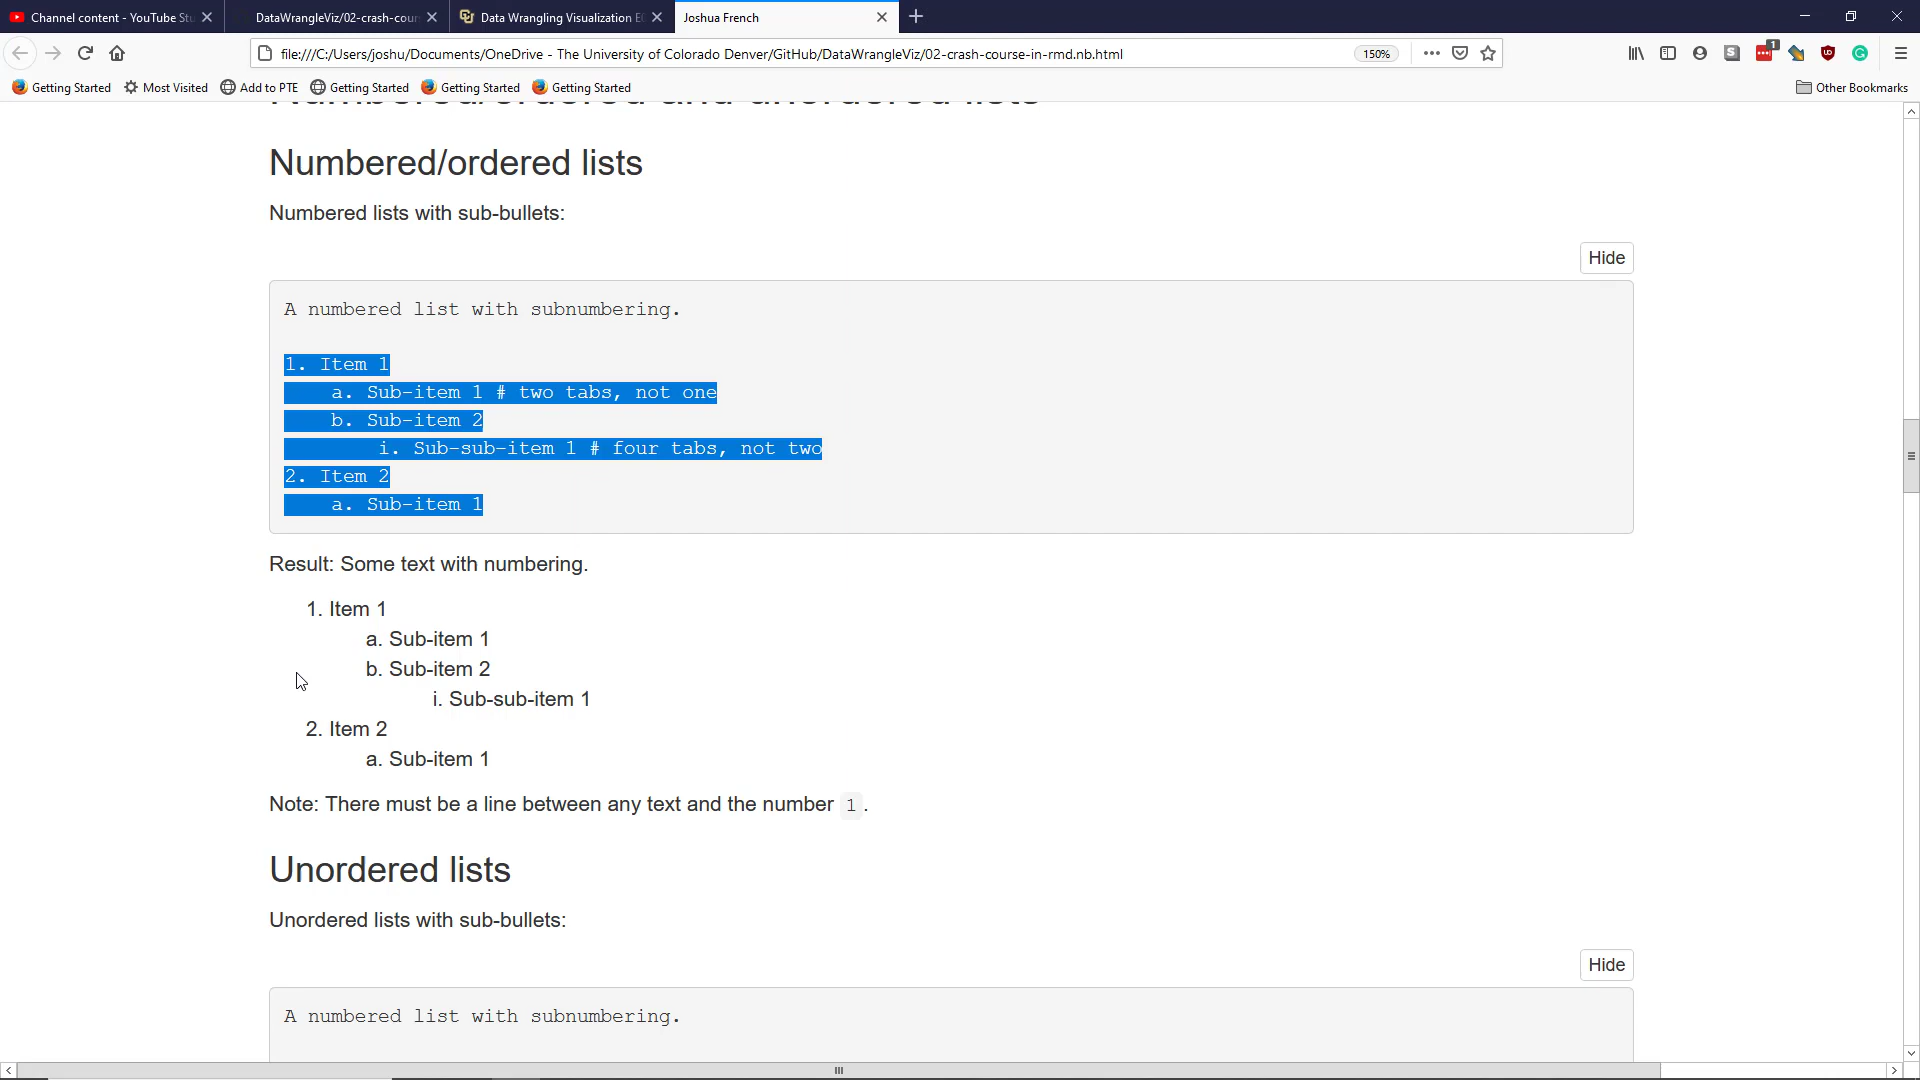 Channel content - YouTube Stu
DataWrangleViz/02-crash-cour
Data Wrangling Visualization E
Joshua French
file:///C:/Users/joshu/Documents/OneDrive - The University of Colorado Denver/GitHub/DataWrangleViz/02-crash-course-in-rmd.nb.html
150%
1
Getting Started
Most Visited
Add to PTE
Getting Started
Getting Started
Getting Started
Other Bookmarks
Numbered/ordered and unordered lists
Numbered/ordered lists
Numbered lists with sub-bullets:
Hide
A numbered list with subnumbering.
1. Item 1
a. Sub-item 1 # two tabs, not one
b. Sub-item 2
i. Sub-sub-item 1 # four tabs, not two
2. Item 2
a. Sub-item 1
Result: Some text with numbering.
1. Item 1
a. Sub-item 1
b. Sub-item 2
i. Sub-sub-item 1
2. Item 2
a. Sub-item 1
Note: There must be a line between any text and the number 1.
Unordered lists
Unordered lists with sub-bullets:
Hide
A numbered list with subnumbering.